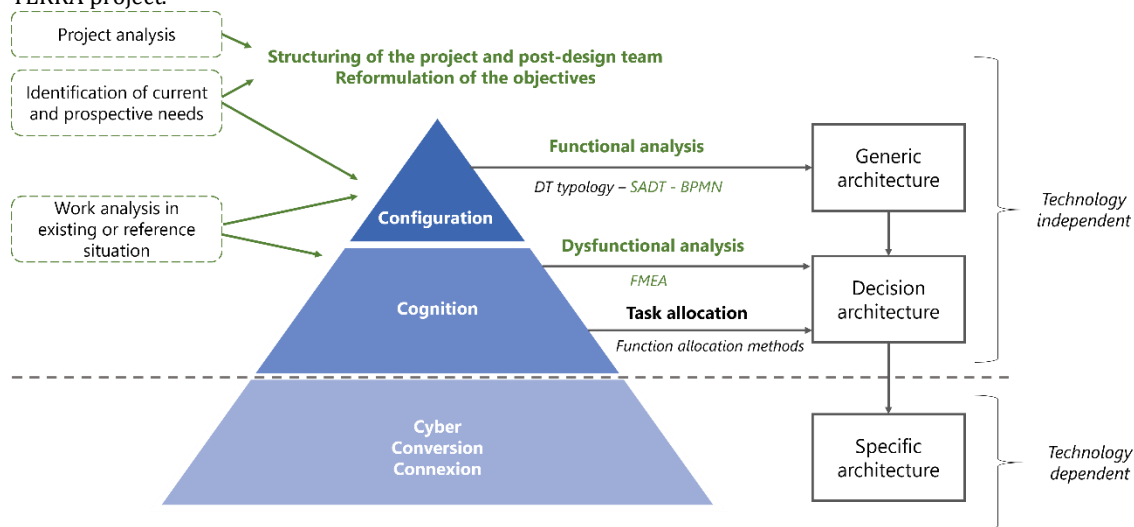 TERRA project.
Project analysis
Structuring of the project and post-design team
Reformulation of the objectives
Identification of current
and prospective needs
Functional analysis
DT typology – SADT - BPMN
Generic
architecture
Technology
independent
Work analysis in
existing or reference
situation
Configuration
Dysfunctional analysis
FMEA
Cognition
Task allocation
Function allocation methods
Decision
architecture
Cyber
Conversion
Connexion
Specific
architecture
Technology
dependent